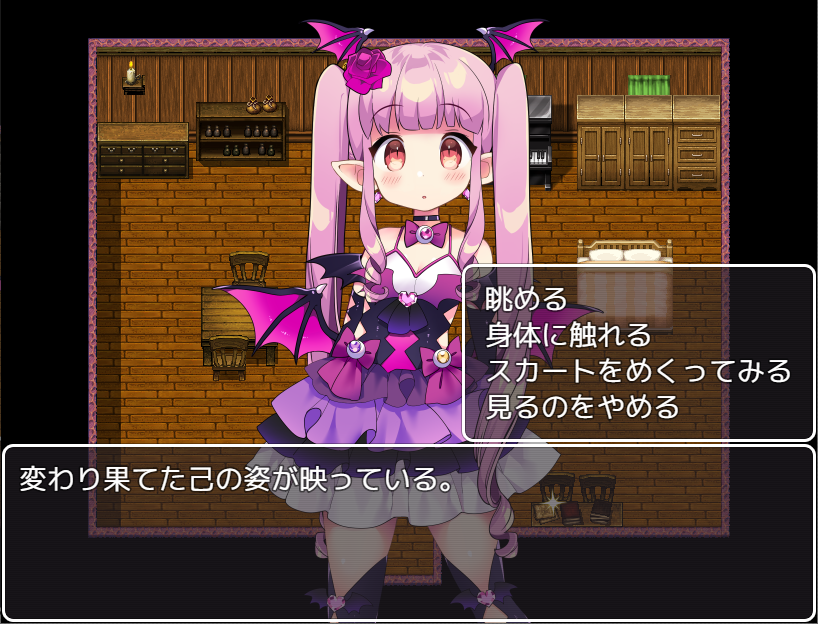 眺める
身体に触れる
スカートをめくってみる
見るのをやめる
変わり果てた己の姿が映っている。